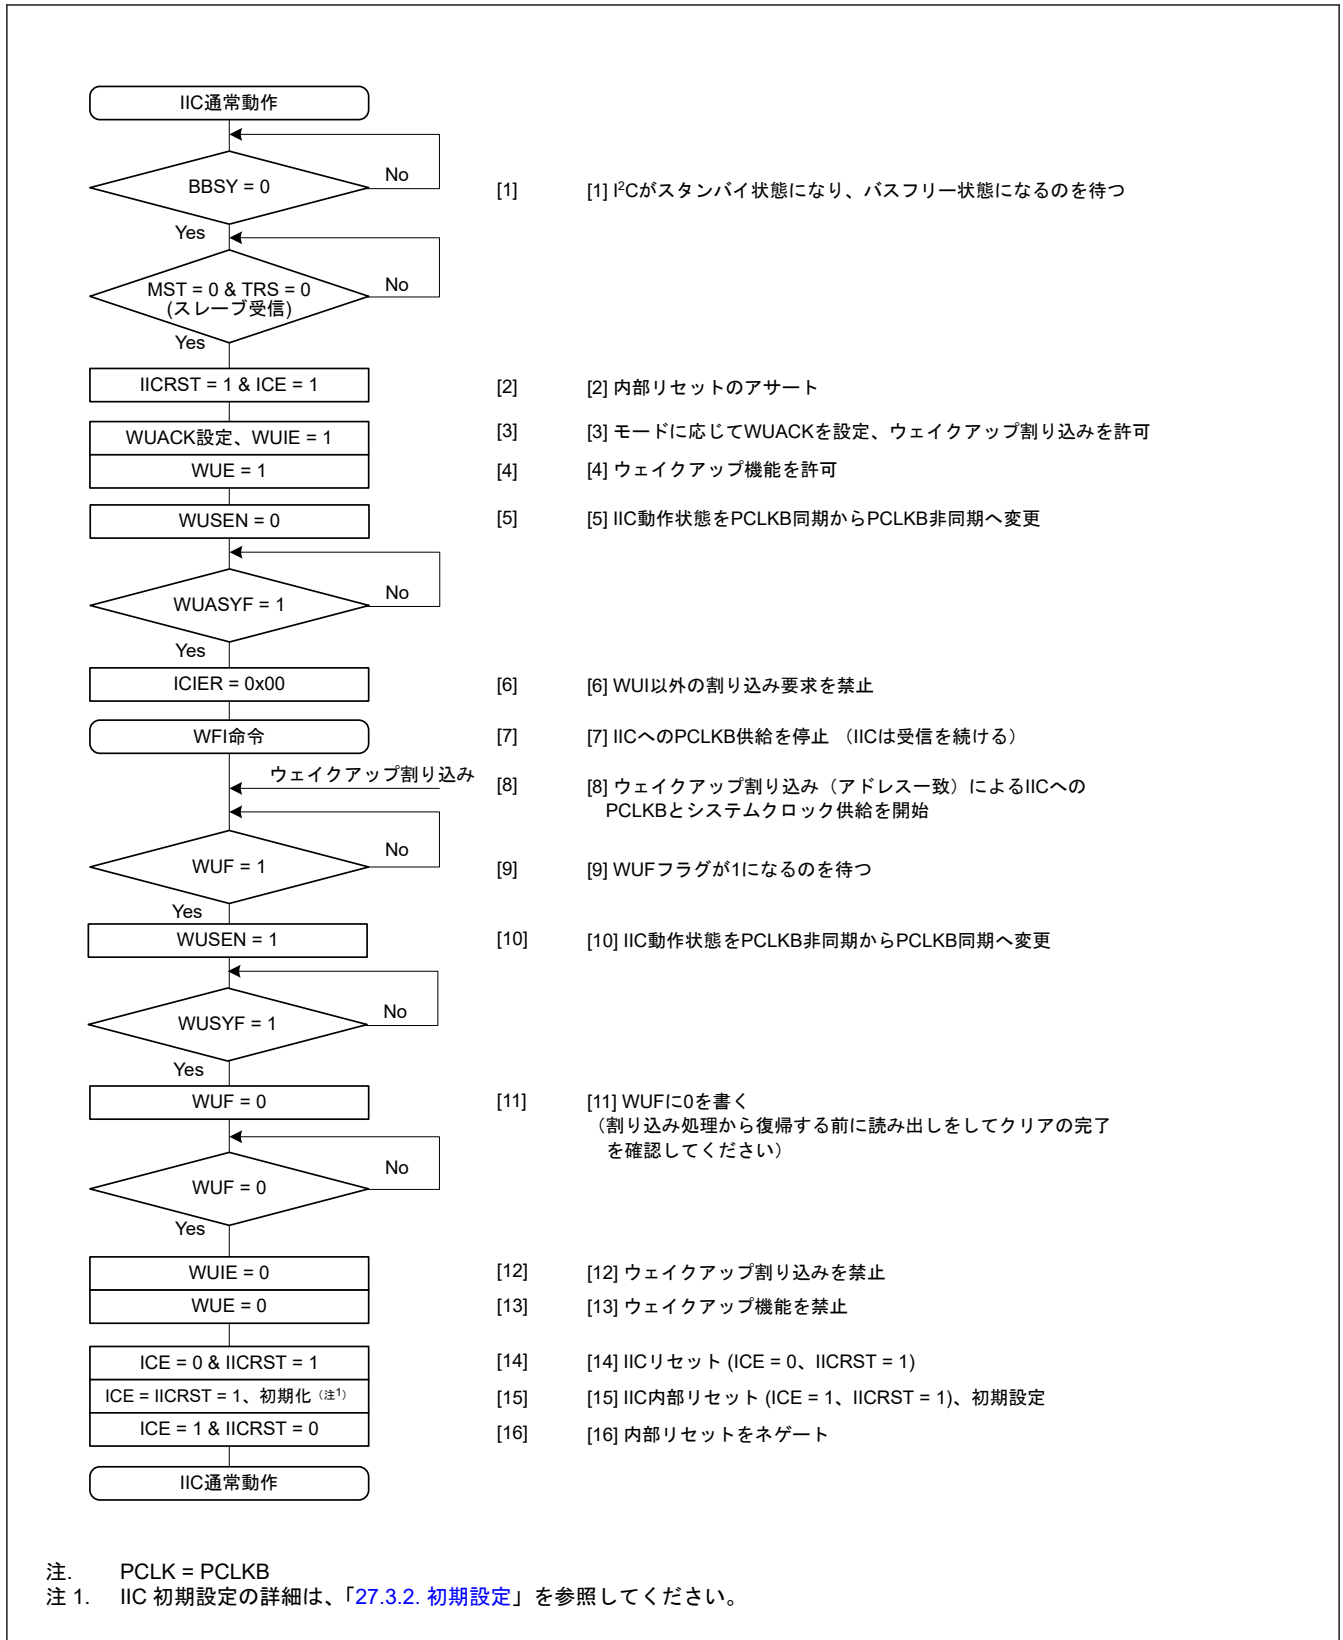 IIC通常動作
BBSY = 0
No
[1] [1] I²Cがスタンバイ状態になり、バスフリー状態になるのを待つ
Yes
MST = 0 & TRS = 0
(スレーブ受信)
No
Yes
IICRST = 1 & ICE = 1 [2] [2] 内部リセットのアサート
WUACK設定、WUIE = 1 [3] [3] モードに応じてWUACKを設定、ウェイクアップ割り込みを許可
WUE = 1 [4] [4] ウェイクアップ機能を許可
WUSEN = 0 [5] [5] IIC動作状態をPCLKB同期からPCLKB非同期へ変更
WUASYF = 1
No
Yes
ICIER = 0x00 [6] [6] WUI以外の割り込み要求を禁止
WFI命令 [7] [7] IICへのPCLKB供給を停止 （IICは受信を続ける）
ウェイクアップ割り込み [8] [8] ウェイクアップ割り込み（アドレス一致）によるIICへの
PCLKBとシステムクロック供給を開始
No
WUF = 1 [9] [9] WUFフラグが1になるのを待つ
Yes
WUSEN = 1 [10] [10] IIC動作状態をPCLKB非同期からPCLKB同期へ変更
No
WUSYF = 1
Yes
WUF = 0 [11] [11] WUFに0を書く
（割り込み処理から復帰する前に読み出しをしてクリアの完了
を確認してください）
No
WUF = 0
Yes
WUIE = 0 [12] [12] ウェイクアップ割り込みを禁止
WUE = 0 [13] [13] ウェイクアップ機能を禁止
ICE = 0 & IICRST = 1 [14] [14] IICリセット (ICE = 0、IICRST = 1)
ICE = IICRST = 1、初期化（注1） [15] [15] IIC内部リセット (ICE = 1、IICRST = 1)、初期設定
ICE = 1 & IICRST = 0 [16] [16] 内部リセットをネゲート
IIC通常動作
注. PCLK = PCLKB
注 1. IIC 初期設定の詳細は、「27.3.2. 初期設定」を参照してください。